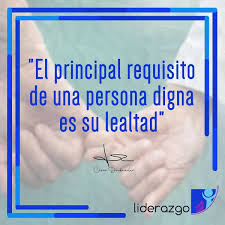 "El principal requisito
de una persona digna
es su lealtad"
liderazgo